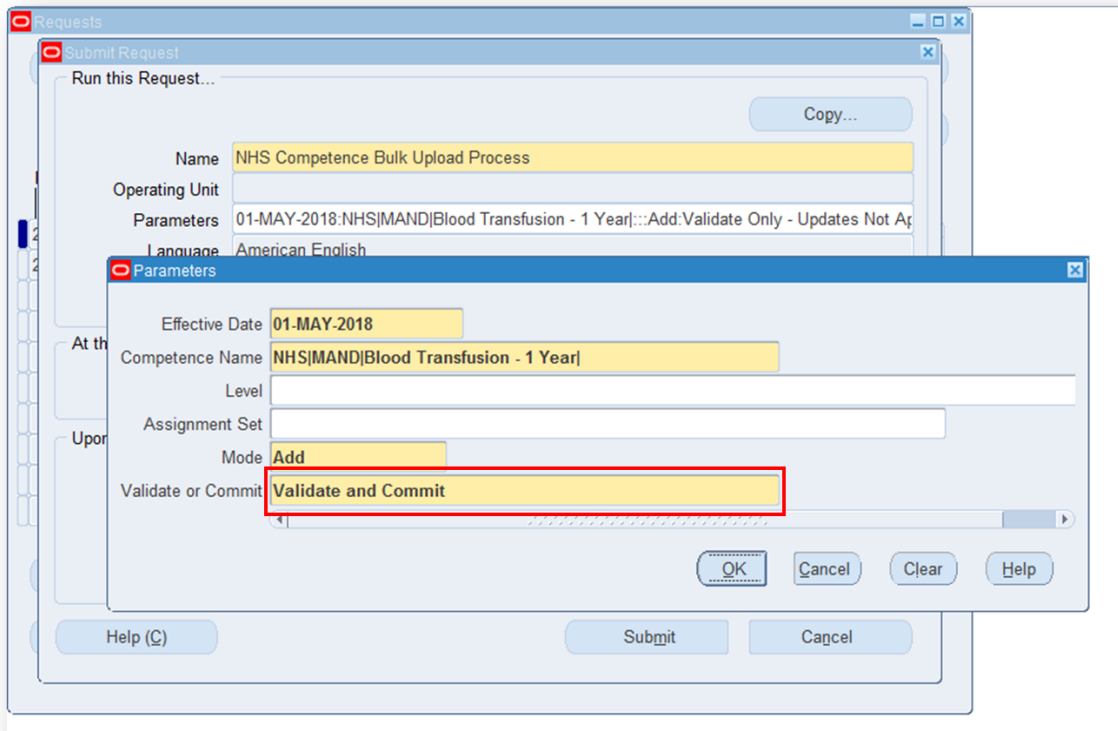 Requests
Submit Request
Run this Request...
Copy...
Name NHS Competence Bulk Upload Process
Operating Unit
Parameters 01-MAY-2018:NHS|MAND|Blood Transfusion - 1 Year|:::Add:Validate Only - Updates Not Ap
Language American English
Parameters
Effective Date 01-MAY-2018
At th
Competence Name NHS|MAND|Blood Transfusion - 1 Year|
Level
Assignment Set
Upon
Mode Add
Validate or Commit Validate and Commit
OK Cancel Clear Help
Help (C) Submit Cancel